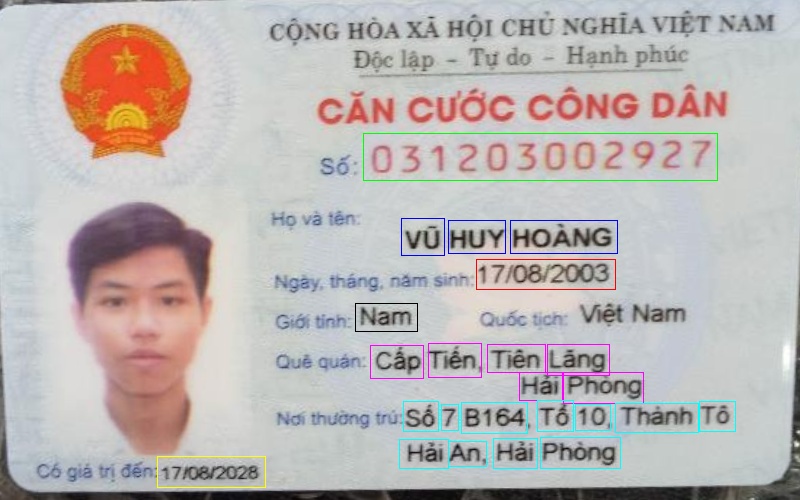 CỘNG HÒA XÃ HỘI CHỦ NGHĨA VIỆT NAM
Độc lập - Tự do - Hạnh phúc
CĂN CƯỚC CÔNG DÂN
Số: 031203002927
Họ và tên:
VŨ HUY HOÀNG
Ngày, tháng, năm sinh: 17/08/2003
Giới tính: Nam Quốc tịch: Việt Nam
Quê quán: Cấp Tiến, Tiên Lãng
Hải Phòng
Nơi thường trú: Số 7 B164, Tổ 10, Thành Tô
Hải An, Hải Phòng
Có giá trị đến: 17/08/2028